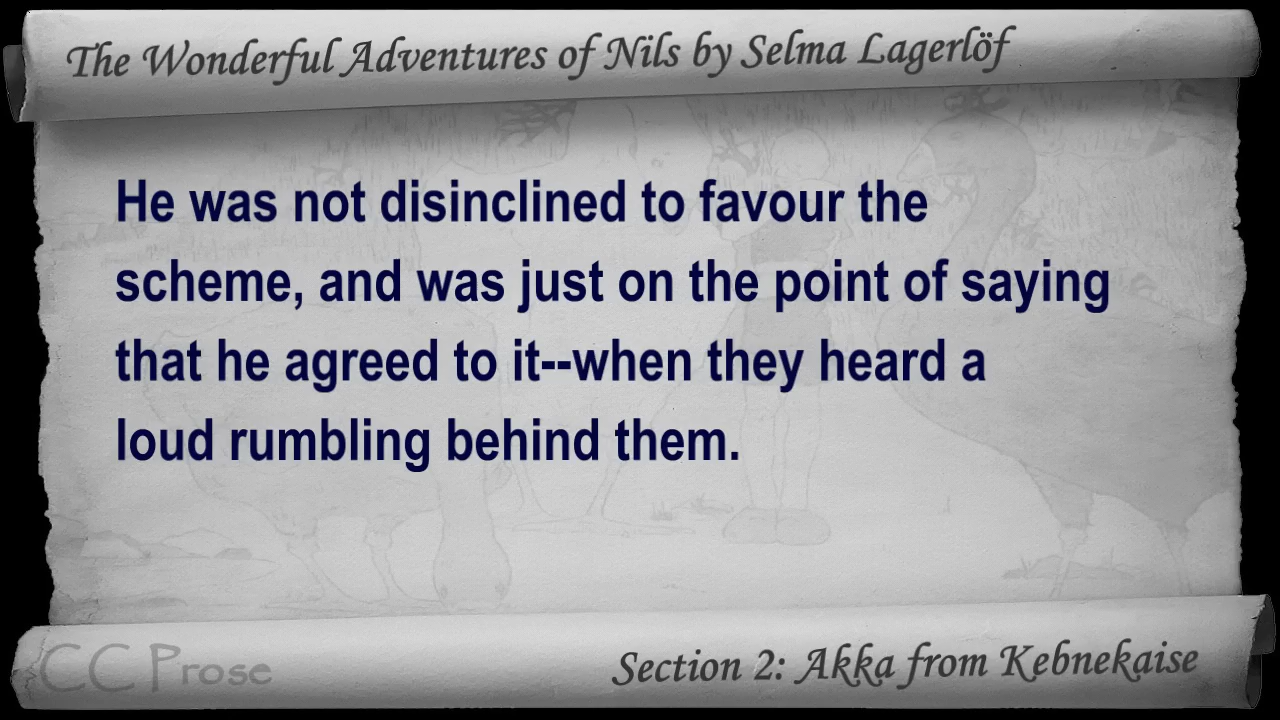 The Wonderful Adventures of Nils by Selma Lagerlöf
He was not disinclined to favour the
scheme, and was just on the point of saying
that he agreed to it--when they heard a
loud rumbling behind them.
CC Prose
Section 2: Akka from Kebnekaise